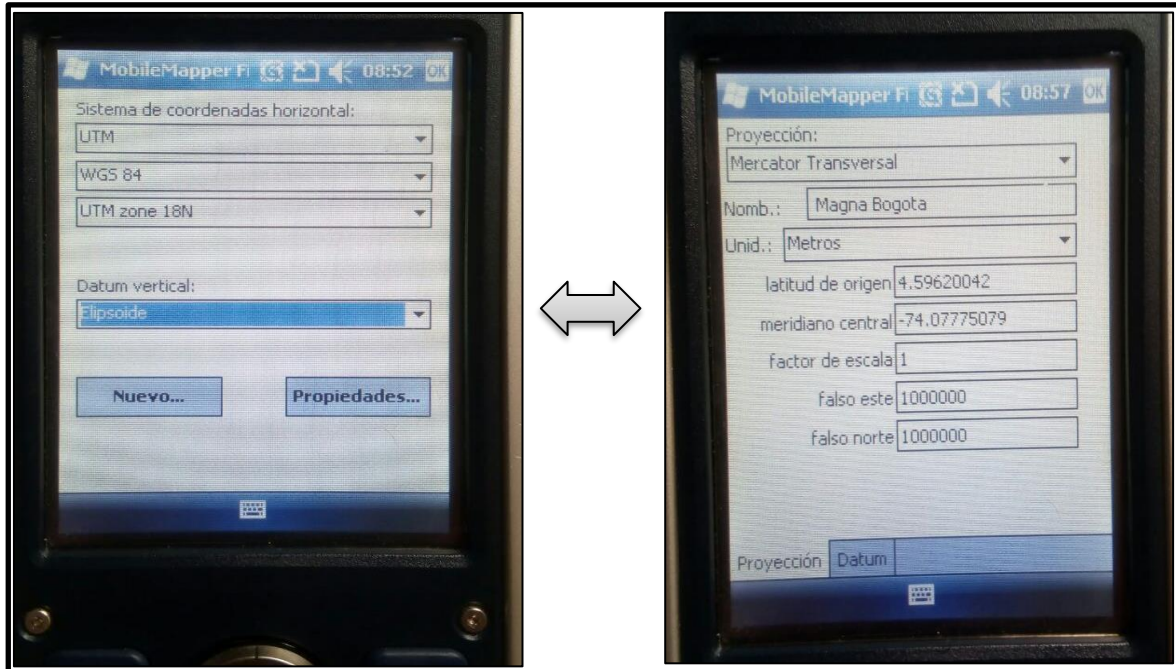 MobileMapper Fi 08:52 OK
Sistema de coordenadas horizontal:
UTM
WGS 84
UTM zone 18N
Datum vertical:
Elipsoide
Nuevo... Propiedades...
MobileMapper Fi 08:57 OK
Proyección:
Mercator Transversal
Nomb.: Magna Bogota
Unid.: Metros
latitud de origen 4.59620042
meridiano central -74.07775079
factor de escala 1
falso este 1000000
falso norte 1000000
Proyección Datum